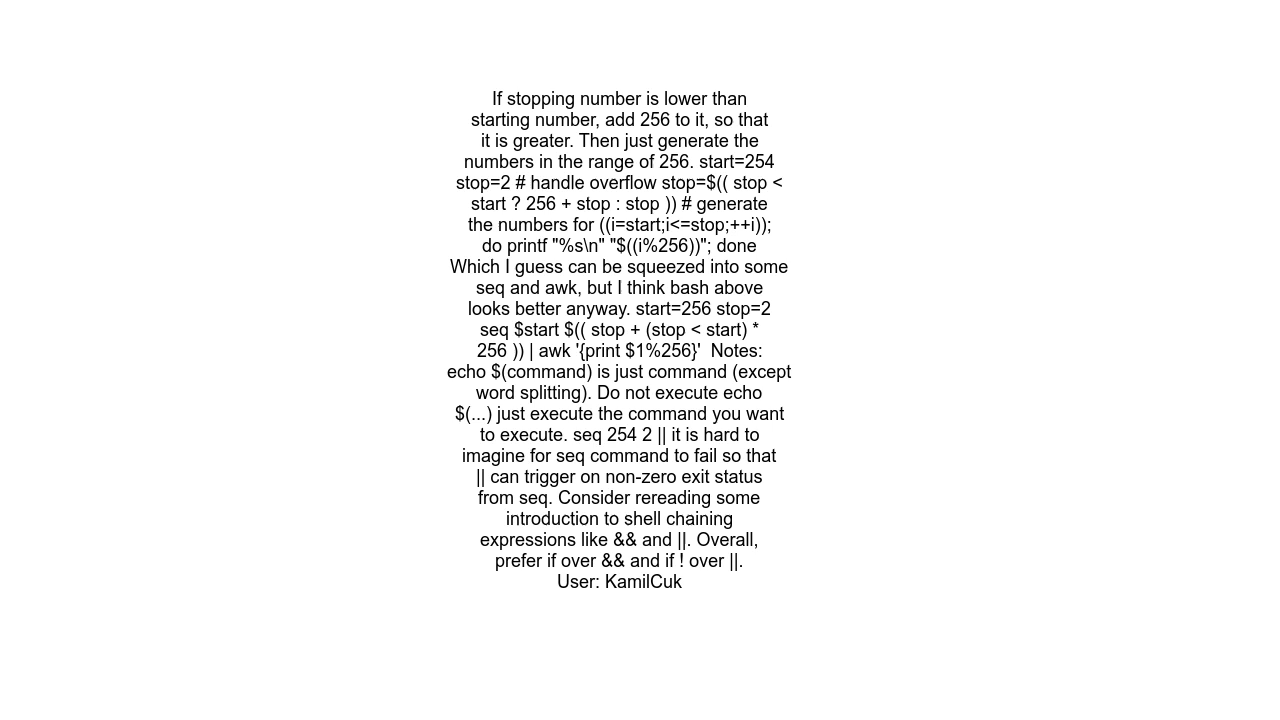 If stopping number is lower than
starting number, add 256 to it, so that
it is greater. Then just generate the
numbers in the range of 256. start=254
stop=2 # handle overflow stop=$(( stop <
start ? 256 + stop : stop )) # generate
the numbers for ((i=start;i<=stop;++i));
do printf "%s\n" "$((i%256))"; done
Which I guess can be squeezed into some
seq and awk, but I think bash above
looks better anyway. start=256 stop=2
seq $start $(( stop + (stop < start) *
256 )) | awk '{print $1%256}'  Notes:
echo $(command) is just command (except
word splitting). Do not execute echo
$(...) just execute the command you want
to execute. seq 254 2 || it is hard to
imagine for seq command to fail so that
|| can trigger on non-zero exit status
from seq. Consider rereading some
introduction to shell chaining
expressions like && and ||. Overall,
prefer if over && and if ! over ||.
User: KamilCuk